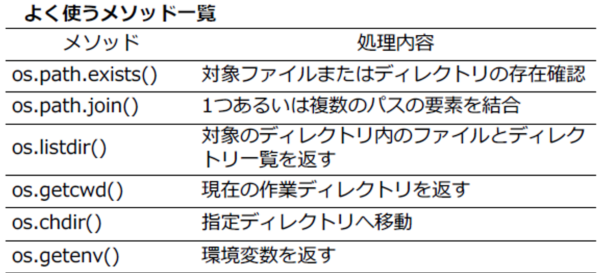 よく使うメソッド一覧
メソッド 処理内容
os.path.exists() 対象ファイルまたはディレクトリの存在確認
os.path.join() 1つあるいは複数のパスの要素を結合
os.listdir() 対象のディレクトリ内のファイルとディレク
トリ一覧を返す
os.getcwd() 現在の作業ディレクトリを返す
os.chdir() 指定ディレクトリへ移動
os.getenv() 環境変数を返す